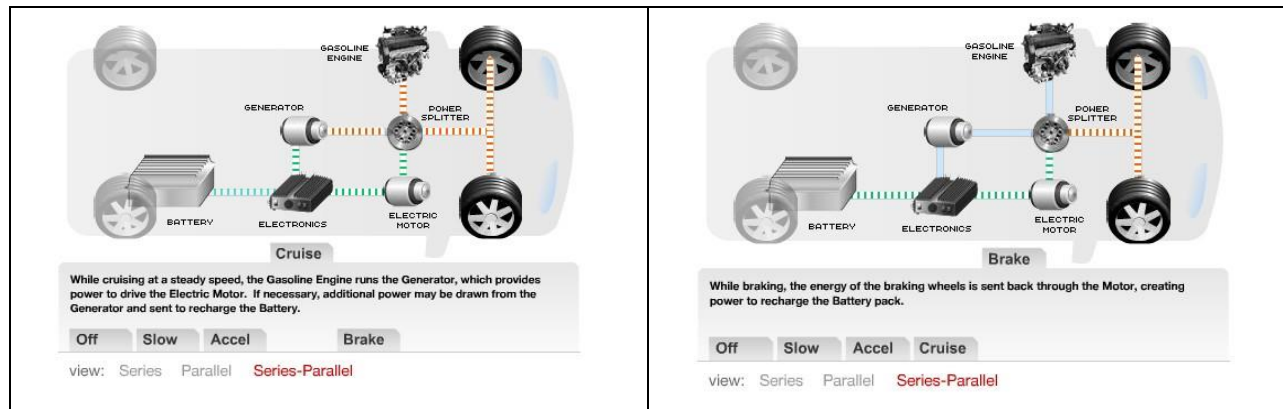 GASOLINE
ENGINE
GENERATOR
POWER
SPLITTER
BATTERY
ELECTRONICS
ELECTRIC
MOTOR
Cruise
While cruising at a steady speed, the Gasoline Engine runs the Generator, which provides
power to drive the Electric Motor. If necessary, additional power may be drawn from the
Generator and sent to recharge the Battery.
Off Slow Accel Brake
view: Series Parallel Series-Parallel
GASOLINE
ENGINE
GENERATOR
POWER
SPLITTER
BATTERY
ELECTRONICS
ELECTRIC
MOTOR
Brake
While braking, the energy of the braking wheels is sent back through the Motor, creating
power to recharge the Battery pack.
Off Slow Accel Cruise
view: Series Parallel Series-Parallel